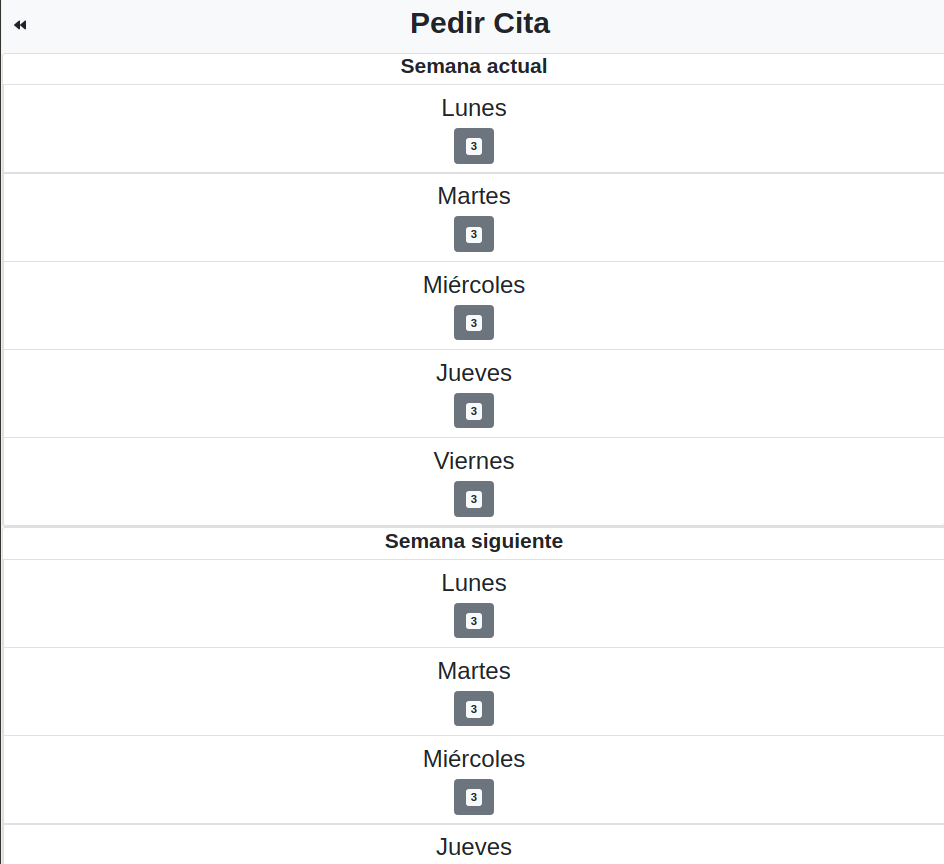 Pedir Cita
Semana actual
Lunes
3
Martes
3
Miércoles
3
Jueves
3
Viernes
3
Semana siguiente
Lunes
3
Martes
3
Miércoles
3
Jueves